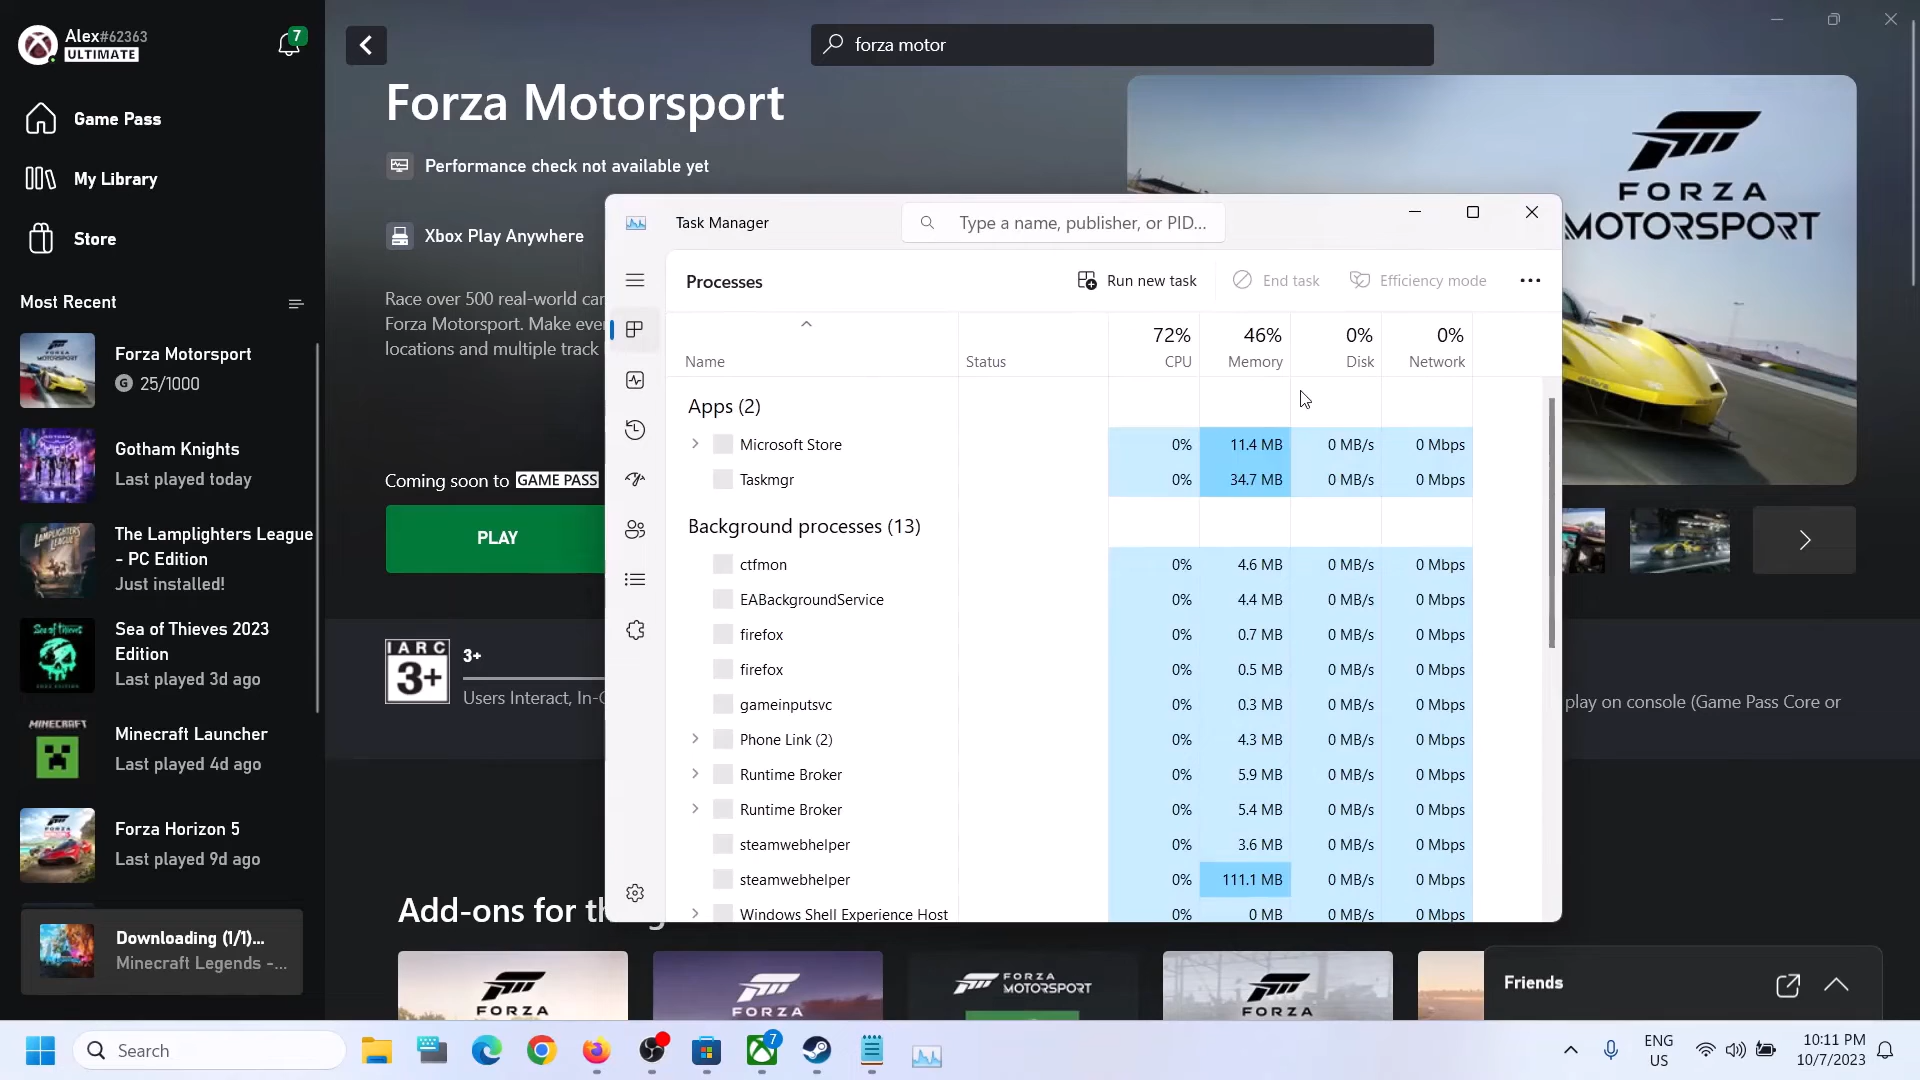 Alex#62363
ULTIMATE
7
Game Pass
My Library
Store
Most Recent
Forza Motorsport
G 25/1000
Gotham Knights
Last played today
The Lamplighters League
- PC Edition
Just installed!
Sea of Thieves 2023
Edition
Last played 3d ago
MINECRAFT
Minecraft Launcher
Last played 4d ago
Forza Horizon 5
Last played 9d ago
Downloading (1/1)...
Minecraft Legends -...
forza motor
Forza Motorsport
Performance check not available yet
Xbox Play Anywhere
Race over 500 real-world car
Forza Motorsport. Make eve
locations and multiple track
Coming soon to GAME PASS
PLAY
IARC
3+
3+
Users Interact, In-G
play on console (Game Pass Core or
FORZA
MOTORSPORT
Add-ons for th g
FORZA
FORZA
FORZA
MOTORSPORT
FORZA
Friends
Task Manager
Type a name, publisher, or PID...
Processes
Run new task
End task
Efficiency mode
72% 46% 0% 0%
Name Status CPU Memory Disk Network
Apps (2)
Microsoft Store 0% 11.4 MB 0 MB/s 0 Mbps
Taskmgr 0% 34.7 MB 0 MB/s 0 Mbps
Background processes (13)
ctfmon 0% 4.6 MB 0 MB/s 0 Mbps
EABackgroundService 0% 4.4 MB 0 MB/s 0 Mbps
firefox 0% 0.7 MB 0 MB/s 0 Mbps
firefox 0% 0.5 MB 0 MB/s 0 Mbps
gameinputsvc 0% 0.3 MB 0 MB/s 0 Mbps
Phone Link (2) 0% 4.3 MB 0 MB/s 0 Mbps
Runtime Broker 0% 5.9 MB 0 MB/s 0 Mbps
Runtime Broker 0% 5.4 MB 0 MB/s 0 Mbps
steamwebhelper 0% 3.6 MB 0 MB/s 0 Mbps
steamwebhelper 0% 111.1 MB 0 MB/s 0 Mbps
Windows Shell Experience Host 0% 0 MB 0 MB/s 0 Mbps
Search
7
ENG
US
10:11 PM
10/7/2023